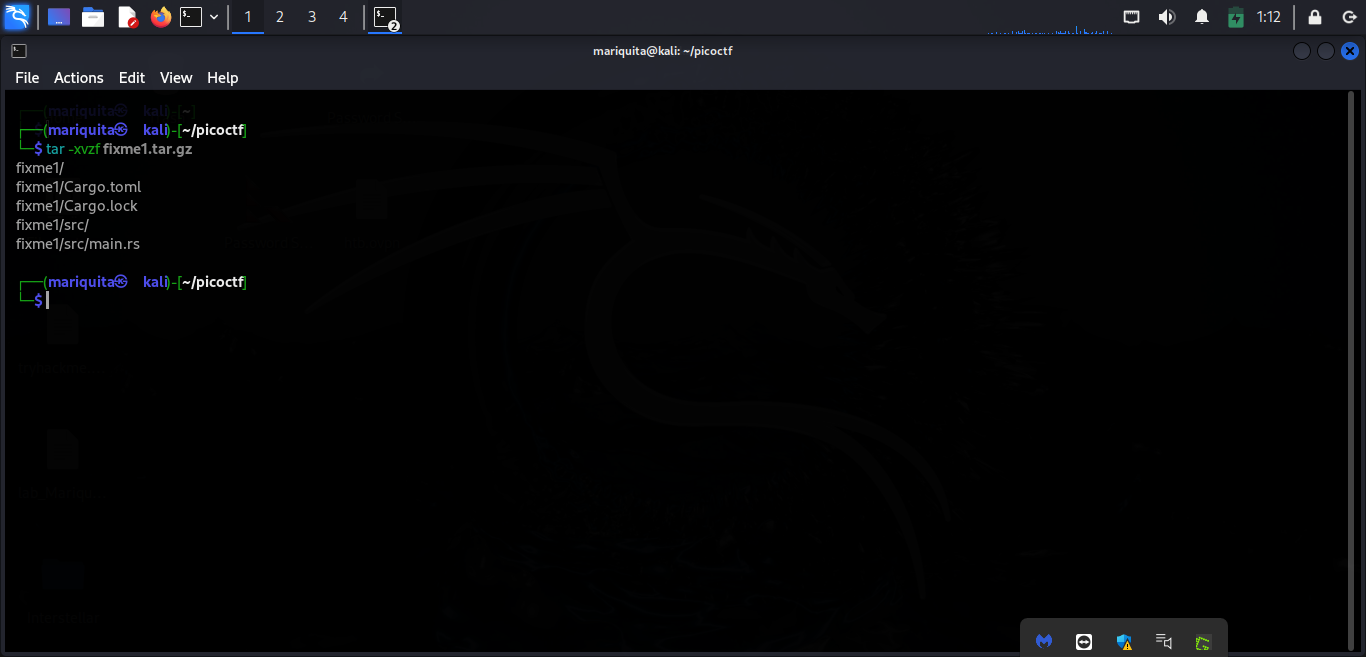 1 2 3 4 2 1:12
mariquita@kali: ~/picoctf
File Actions Edit View Help
┌──(mariquita㉿kali)-[~]
┌──(mariquita㉿kali)-[~/picoctf]
└─$ tar -xvzf fixme1.tar.gz
fixme1/
fixme1/Cargo.toml
fixme1/Cargo.lock
fixme1/src/
fixme1/src/main.rs
┌──(mariquita㉿kali)-[~/picoctf]
└─$